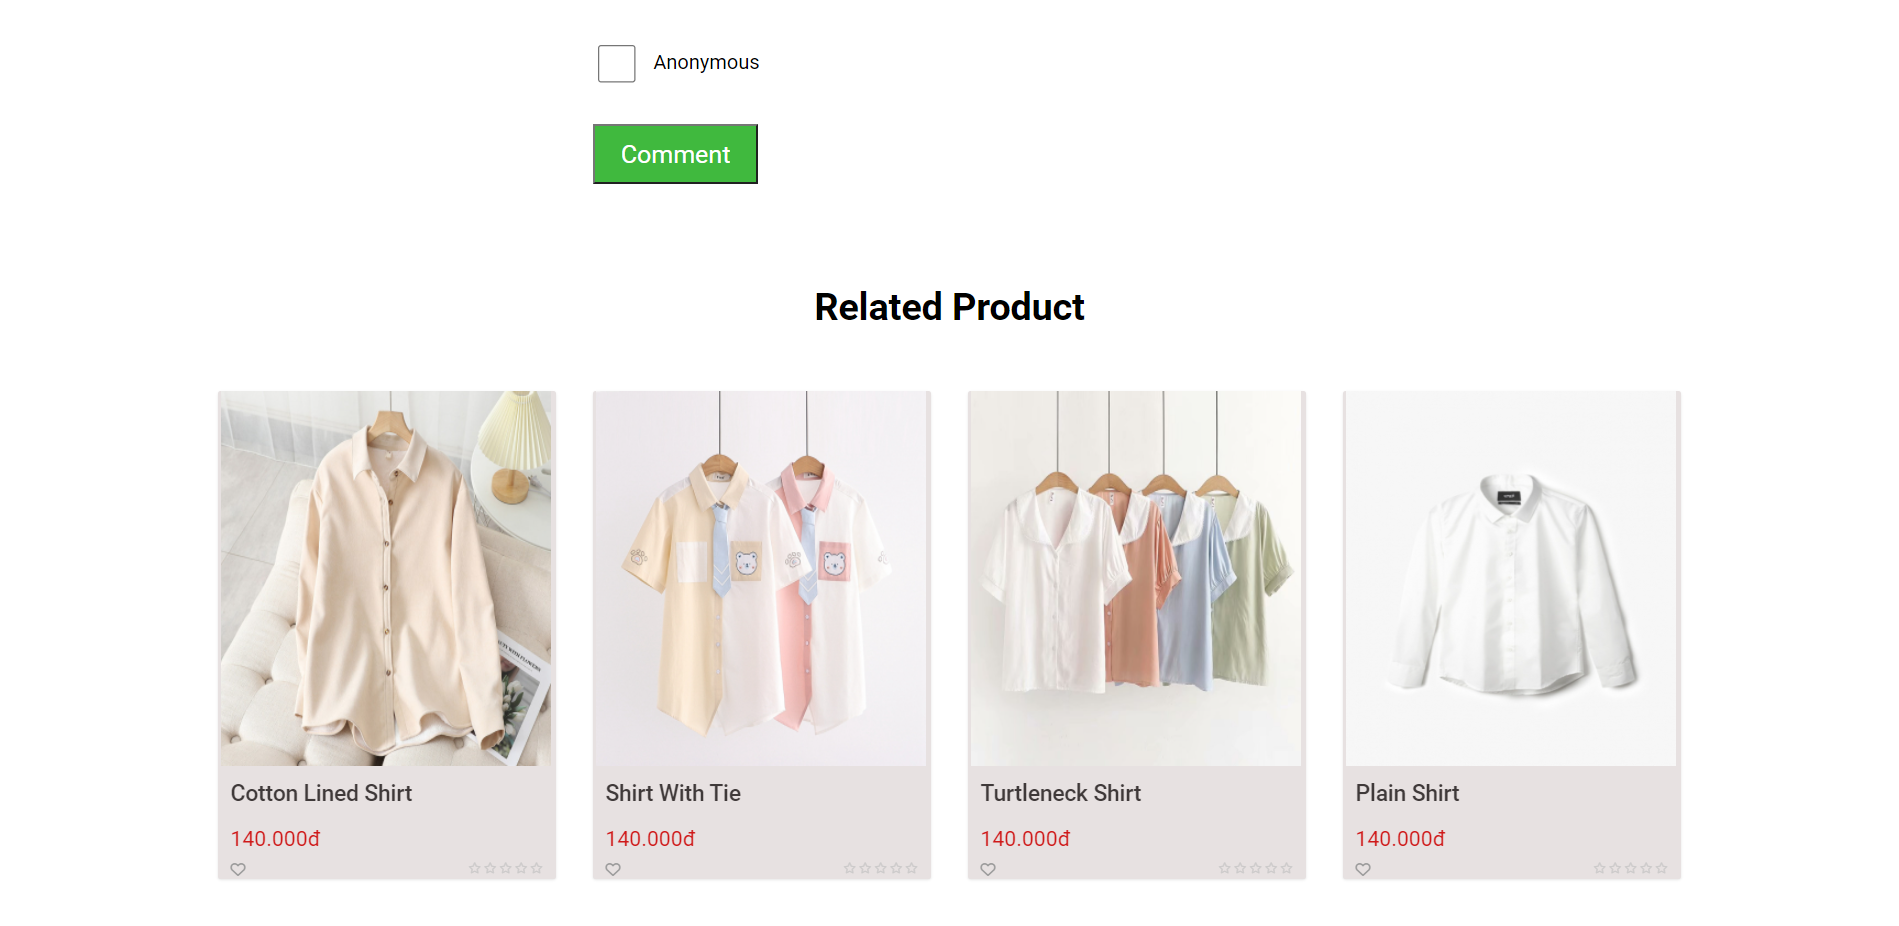 Anonymous
Comment
Related Product
Cotton Lined Shirt
140.000đ
Shirt With Tie
140.000đ
Turtleneck Shirt
140.000đ
Plain Shirt
140.000đ